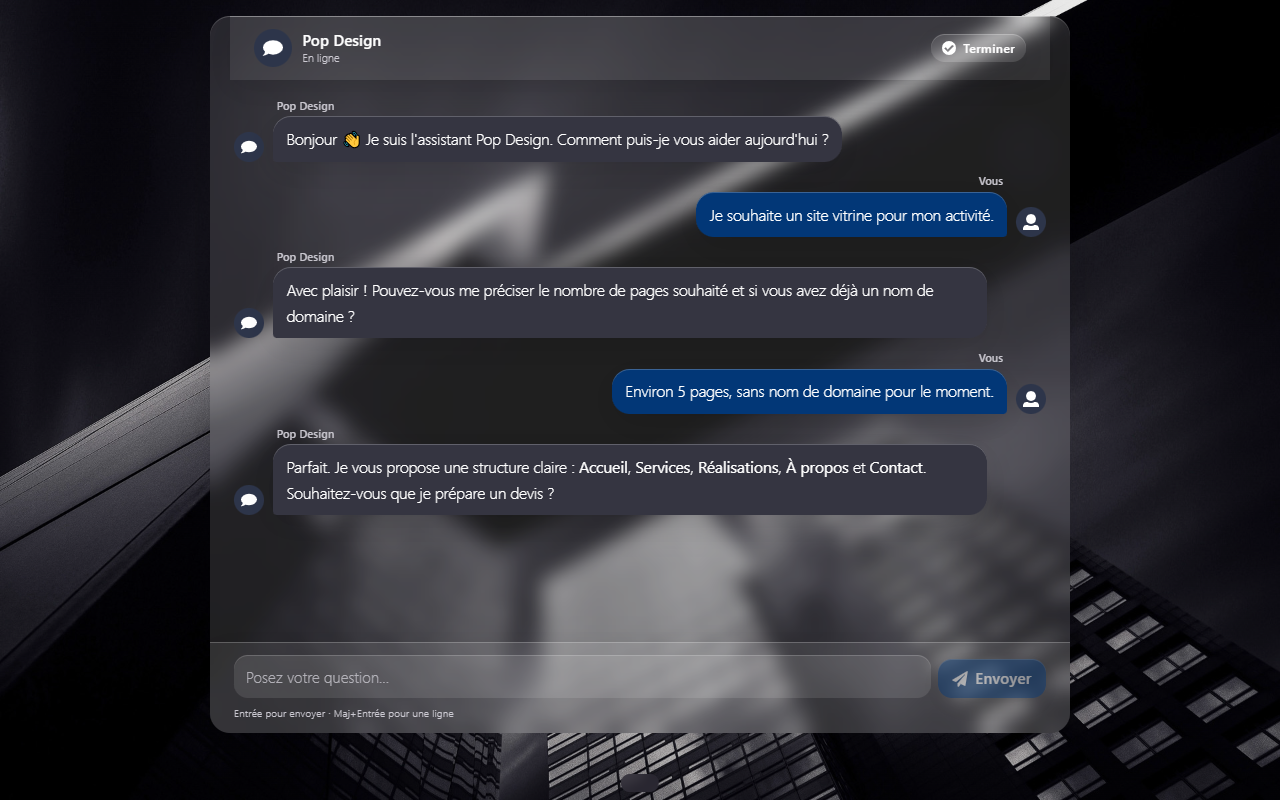 Pop Design
En ligne
Terminer
Pop Design
Bonjour 👋 Je suis l'assistant Pop Design. Comment puis-je vous aider aujourd'hui ?
Vous
Je souhaite un site vitrine pour mon activité.
Pop Design
Avec plaisir ! Pouvez-vous me préciser le nombre de pages souhaité et si vous avez déjà un nom de
domaine ?
Vous
Environ 5 pages, sans nom de domaine pour le moment.
Pop Design
Parfait. Je vous propose une structure claire : Accueil, Services, Réalisations, À propos et Contact.
Souhaitez-vous que je prépare un devis ?
Posez votre question...
Envoyer
Entrée pour envoyer · Maj+Entrée pour une ligne